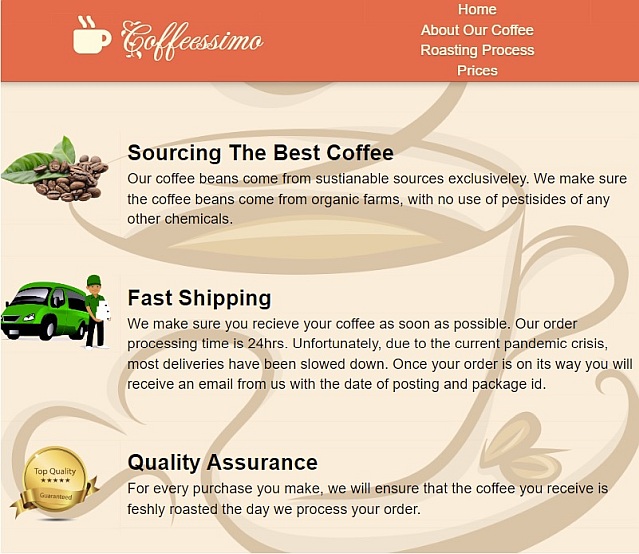 Coffeessimo
Home
About Our Coffee
Roasting Process
Prices
Sourcing The Best Coffee
Our coffee beans come from sustianable sources exclusiveley. We make sure
the coffee beans come from organic farms, with no use of pestisides of any
other chemicals.
Fast Shipping
We make sure you recieve your coffee as soon as possible. Our order
processing time is 24hrs. Unfortunately, due to the current pandemic crisis,
most deliveries have been slowed down. Once your order is on its way you will
receive an email from us with the date of posting and package id.
Top Quality
Guaranteed
Quality Assurance
For every purchase you make, we will ensure that the coffee you receive is
feshly roasted the day we process your order.